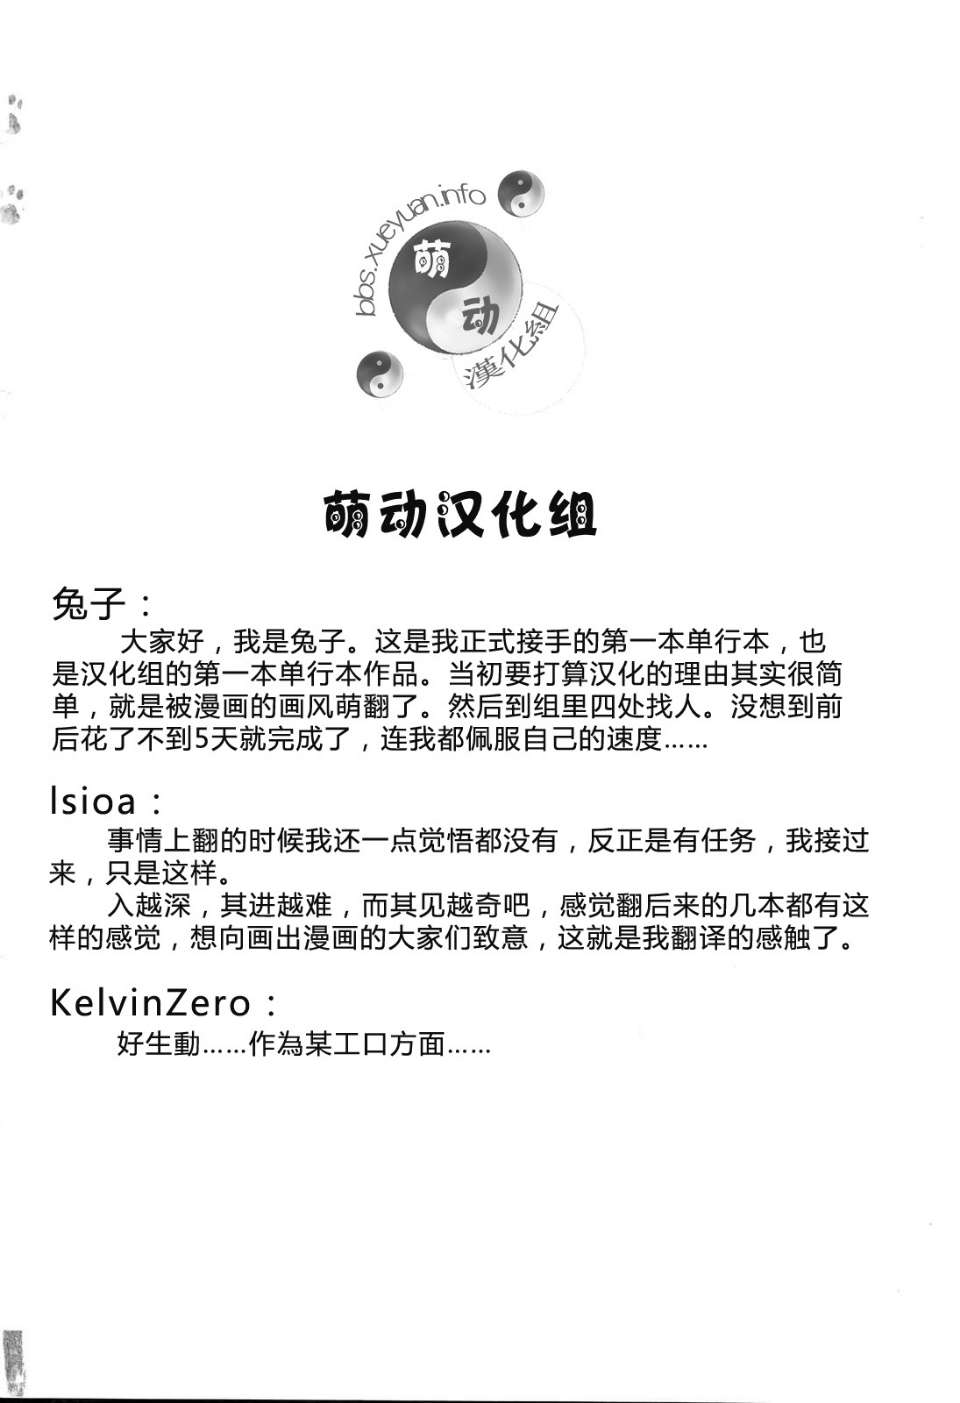 bbs.xueyuan.info
萌
动
漢化組
萌动汉化组
兔子：
大家好，我是兔子。这是我正式接手的第一本单行本，也
是汉化组的第一本单行本作品。当初要打算汉化的理由其实很简
单，就是被漫画的画风萌翻了。然后到组里四处找人。没想到前
后花了不到5天就完成了，连我都佩服自己的速度……
lsioa：
事情上翻的时候我还一点觉悟都没有，反正是有任务，我接过
来，只是这样。
入越深，其进越难，而其见越奇吧，感觉翻后来的几本都有这
样的感觉，想向画出漫画的大家们致意，这就是我翻译的感触了。
KelvinZero：
好生動……作為某工口方面……